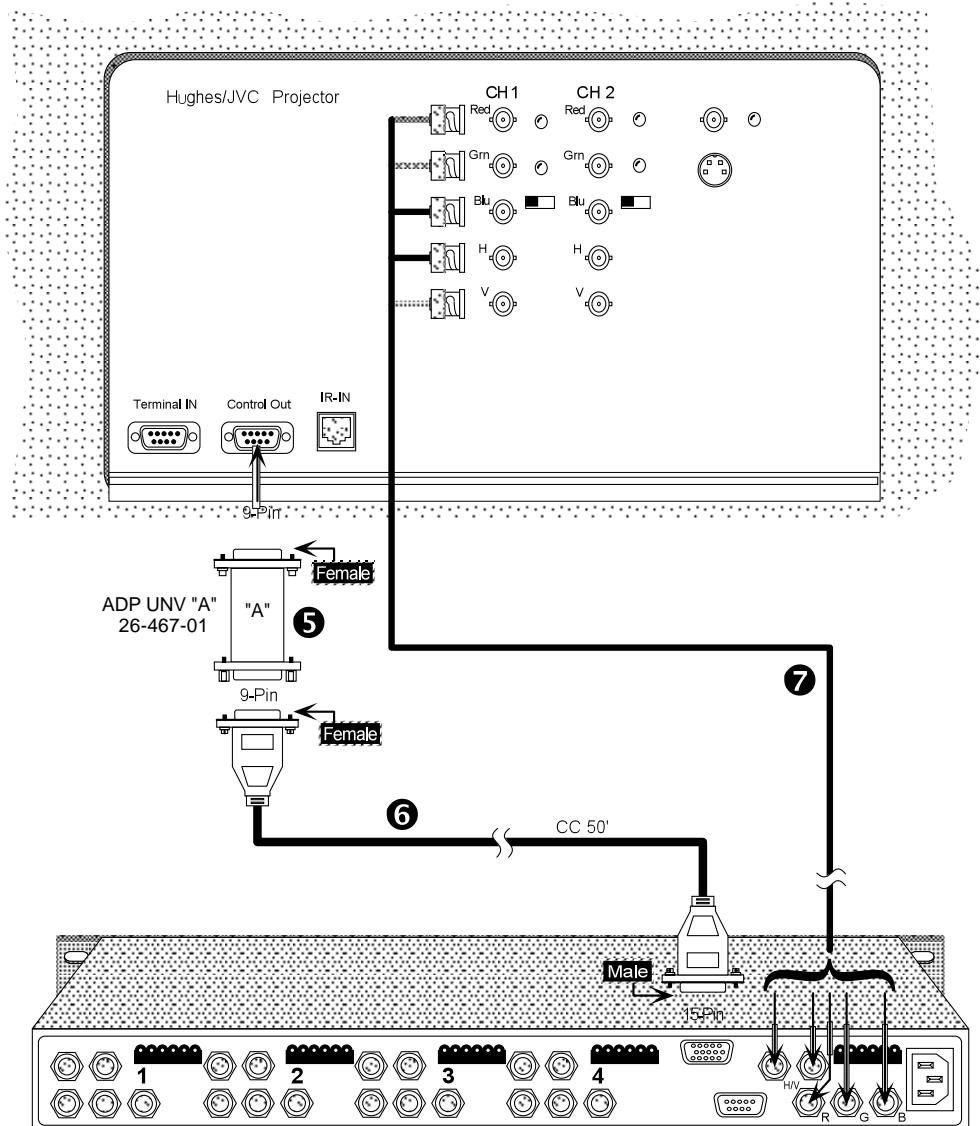 Hughes/JVC Projector
CH 1 CH 2
Red Red
Grn Grn
Blu Blu
H H
V V
Terminal IN Control Out IR-IN
9-Pin
Female
ADP UNV "A"
26-467-01
"A"
5
7
9-Pin
Female
6
CC 50'
Male
15-Pin
1 2 3 4
H/V
R G B